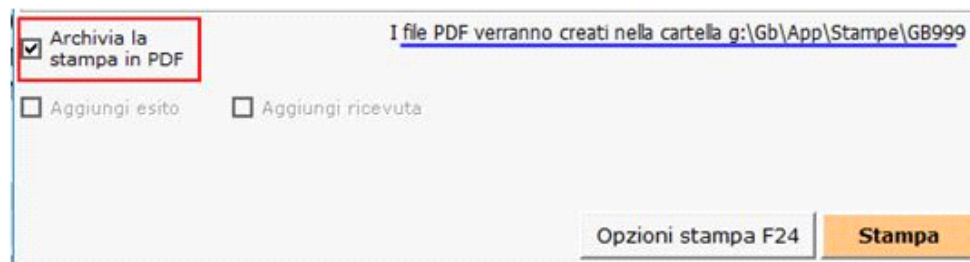 Archivia la
stampa in PDF
I file PDF verranno creati nella cartella g:\Gb\App\Stampe\GB999
Aggiungi esito
Aggiungi ricevuta
Opzioni stampa F24
Stampa